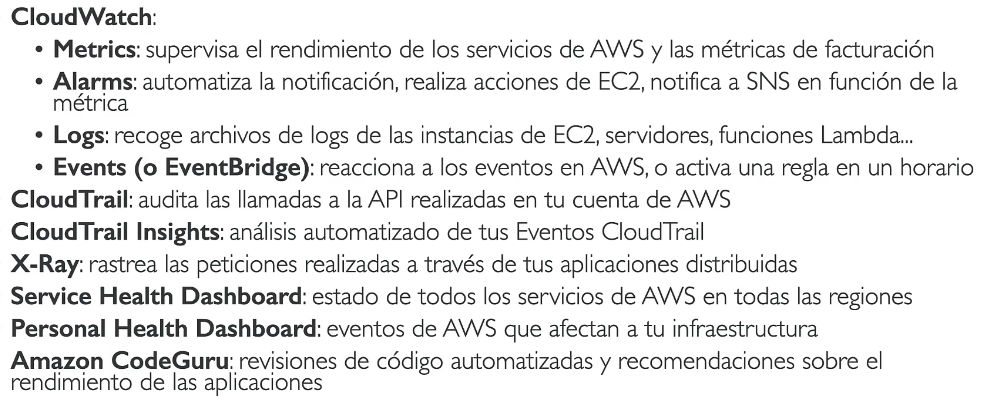 CloudWatch:
• Metrics: supervisa el rendimiento de los servicios de AWS y las métricas de facturación
• Alarms: automatiza la notificación, realiza acciones de EC2, notifica a SNS en función de la
métrica
• Logs: recoge archivos de logs de las instancias de EC2, servidores, funciones Lambda...
• Events (o EventBridge): reacciona a los eventos en AWS, o activa una regla en un horario
CloudTrail: audita las llamadas a la API realizadas en tu cuenta de AWS
CloudTrail Insights: análisis automatizado de tus Eventos CloudTrail
X-Ray: rastrea las peticiones realizadas a través de tus aplicaciones distribuidas
Service Health Dashboard: estado de todos los servicios de AWS en todas las regiones
Personal Health Dashboard: eventos de AWS que afectan a tu infraestructura
Amazon CodeGuru: revisiones de código automatizadas y recomendaciones sobre el
rendimiento de las aplicaciones